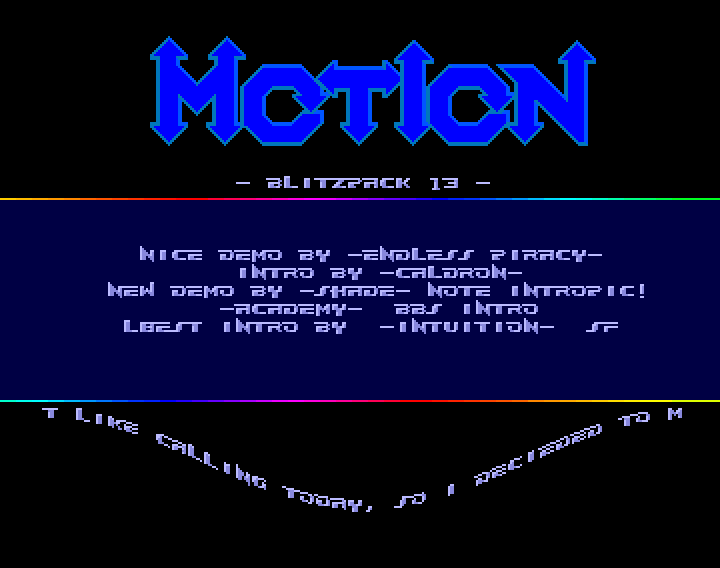 MOTION
- BLITZPACK 13 -
NICE DEMO BY -ENDLESS PIRACY-
INTRO BY -CALDRON-
NEW DEMO BY -SHADE- NOTE INTROPIC!
-ACADEMY- BBS INTRO
LBEST INTRO BY -INTUITION- SF
T LIKE CALLING TODAY, SO I DECIEDED TO M